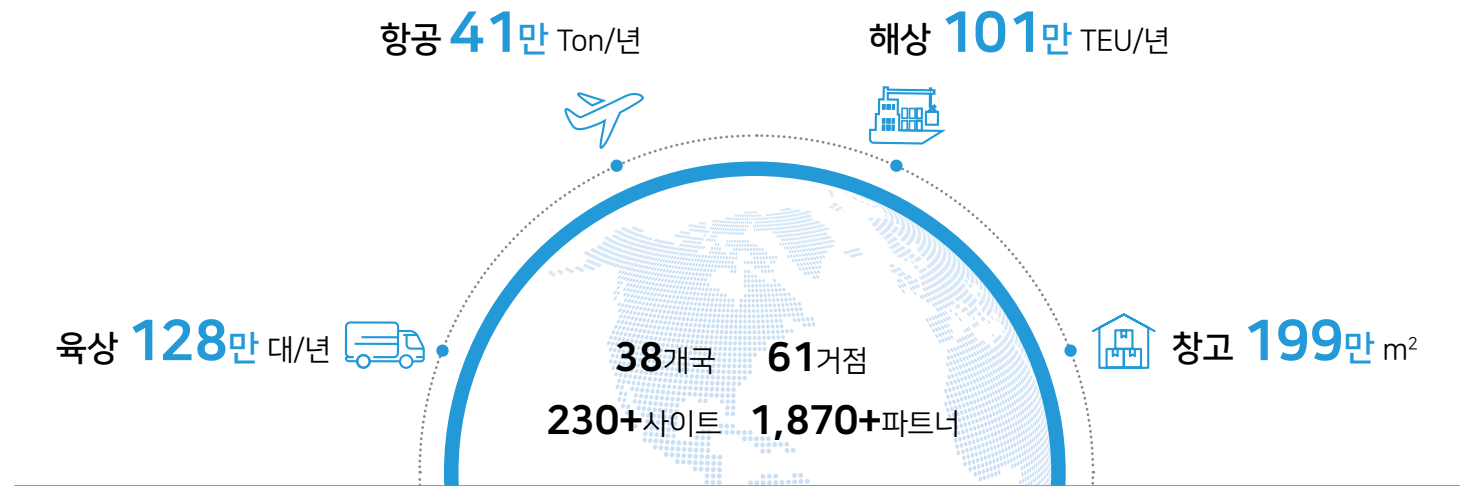 항공 41만 Ton/년
해상 101만 TEU/년
육상 128만 대/년
38개국 61거점
창고 199만 m²
230+사이트 1,870+파트너